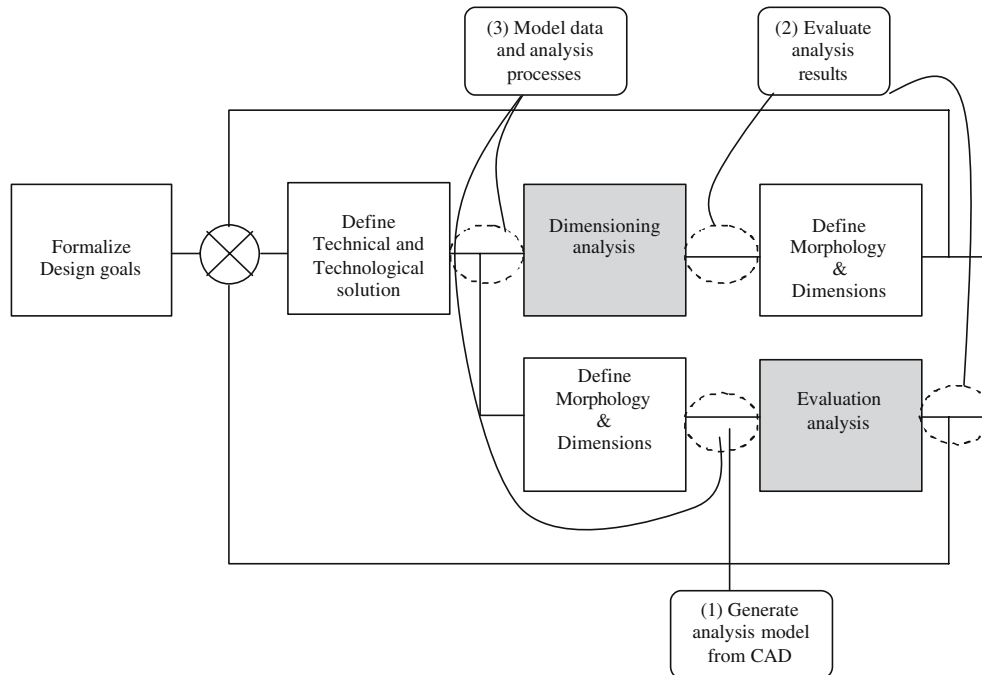 (3) Model data
and analysis
processes
(2) Evaluate
analysis
results
Formalize
Design goals
Define
Technical and
Technological
solution
Dimensioning
analysis
Define
Morphology
&
Dimensions
Define
Morphology
&
Dimensions
Evaluation
analysis
(1) Generate
analysis model
from CAD